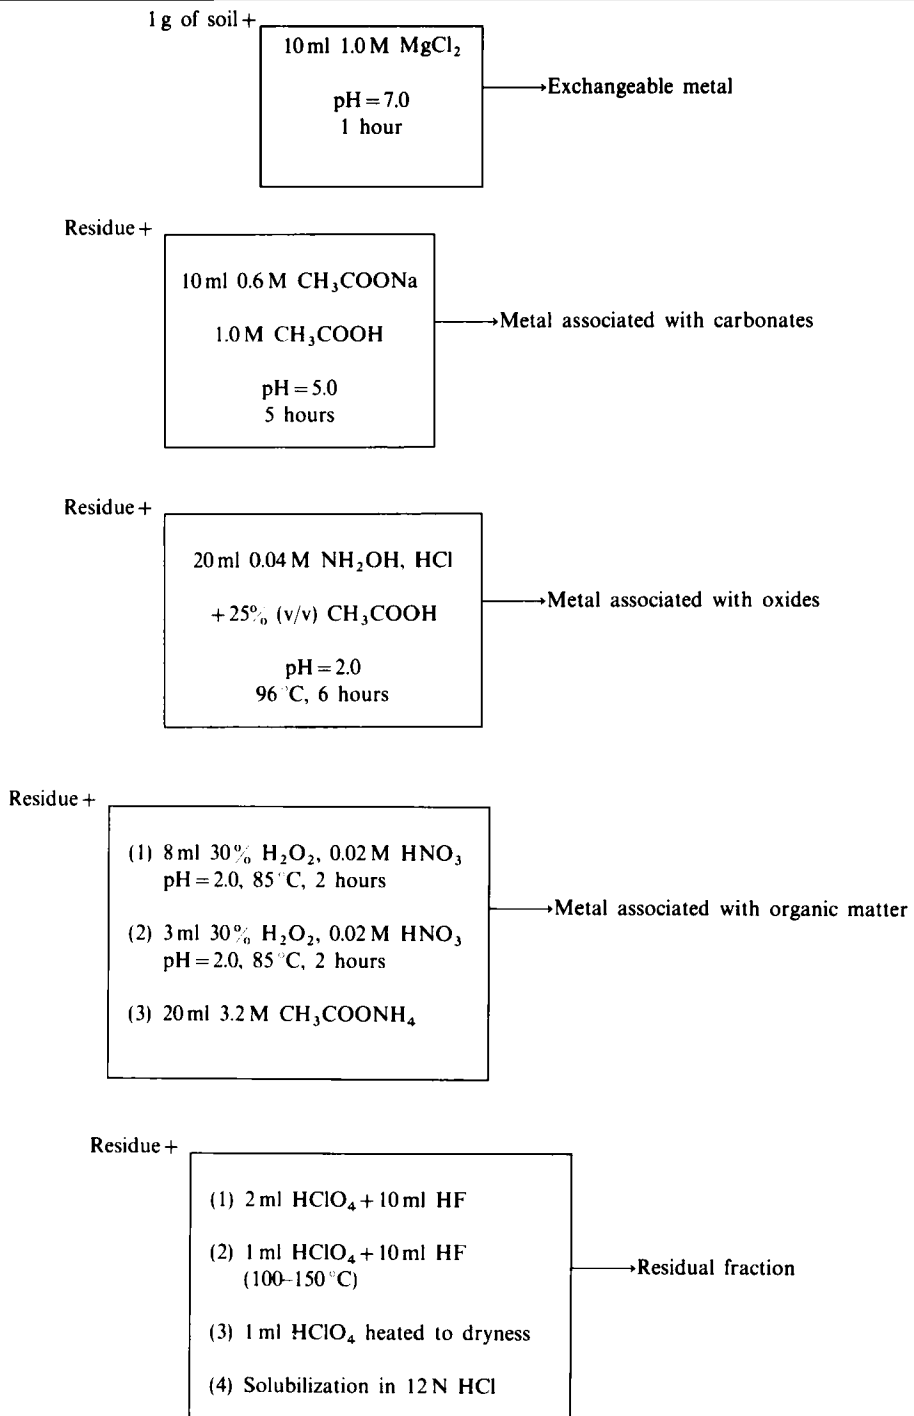 1 g of soil +
10 ml 1.0 M MgCl₂
pH = 7.0
1 hour
Exchangeable metal
Residue +
10 ml 0.6 M CH₃COONa
1.0 M CH₃COOH
pH = 5.0
5 hours
Metal associated with carbonates
Residue +
20 ml 0.04 M NH₂OH, HCl
+ 25% (v/v) CH₃COOH
pH = 2.0
96 °C, 6 hours
Metal associated with oxides
Residue +
(1) 8 ml 30% H₂O₂, 0.02 M HNO₃
pH = 2.0, 85 °C, 2 hours
(2) 3 ml 30% H₂O₂, 0.02 M HNO₃
pH = 2.0, 85 °C, 2 hours
(3) 20 ml 3.2 M CH₃COONH₄
Metal associated with organic matter
Residue +
(1) 2 ml HClO₄ + 10 ml HF
(2) 1 ml HClO₄ + 10 ml HF
(100–150 °C)
(3) 1 ml HClO₄ heated to dryness
(4) Solubilization in 12 N HCl
Residual fraction